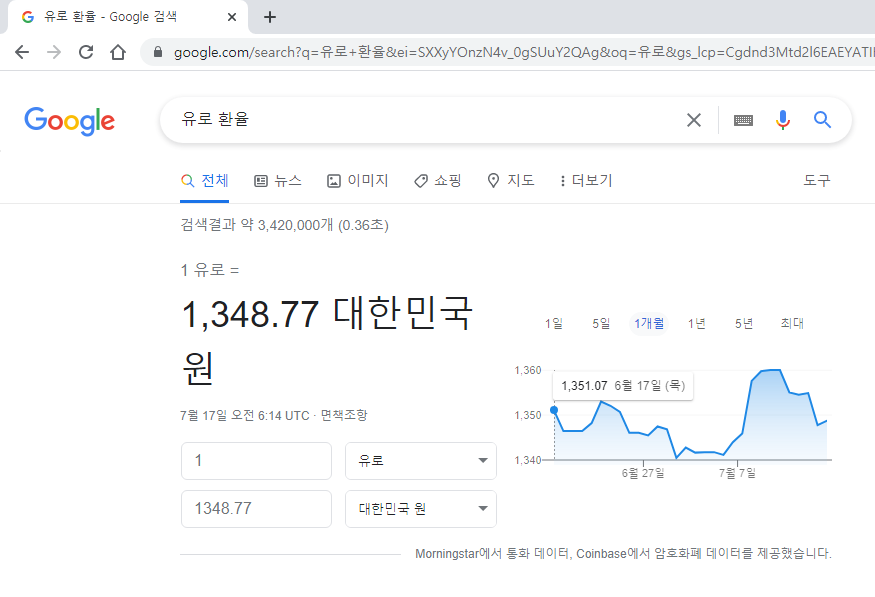 유로 환율 - Google 검색
google.com/search?q=유로+환율&ei=SXXyYOnzN4v_0gSUuY2QAg&oq=유로&gs_lcp=Cgdnd3Mtd2l6EAEYATII
Google
유로 환율
전체 뉴스 이미지 쇼핑 지도 더보기 도구
검색결과 약 3,420,000개 (0.36초)
1 유로 =
1,348.77 대한민국
원
7월 17일 오전 6:14 UTC · 면책조항
1 유로
1348.77 대한민국 원
1일 5일 1개월 1년 5년 최대
1,360
1,351.07 6월 17일 (목)
1,350
1,340
6월 27일 7월 7일
Morningstar에서 통화 데이터, Coinbase에서 암호화폐 데이터를 제공했습니다.